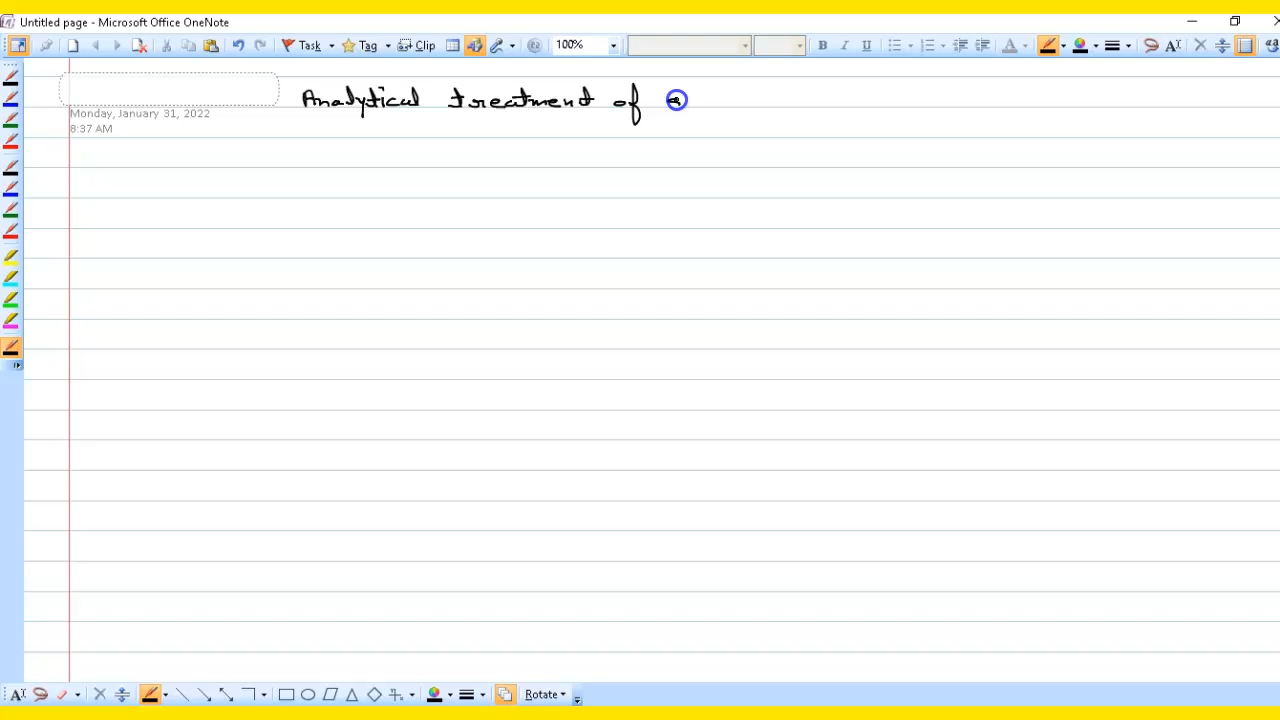 Untitled page - Microsoft Office OneNote
Task Tag Clip 100% B I U A
Analytical treatment of
Monday, January 31, 2022
8:37 AM
Rotate